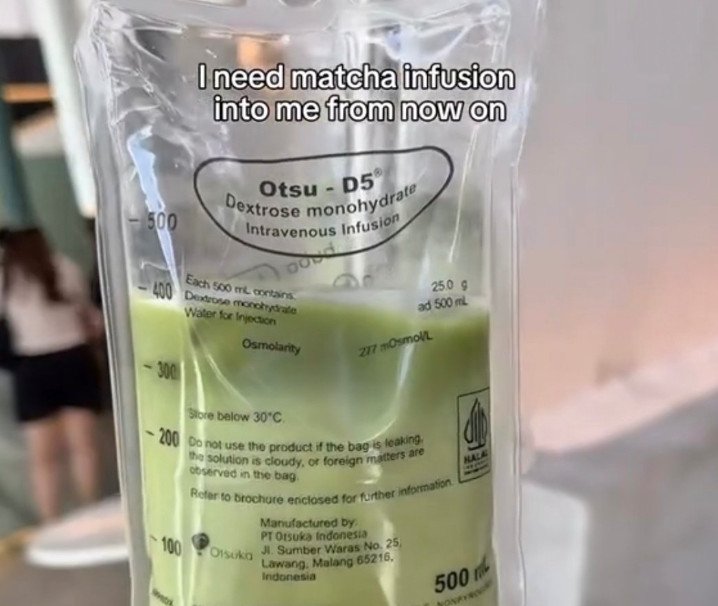 I need matcha infusion
into me from now on
Otsu - D5®
Dextrose monohydrate
Intravenous Infusion
500
400
Each 500 mL contains:
Dextrose monohydrate
25.0 g
Water for Injection
ad 500 mL
Osmolarity
277 mOsmol/L
300
Store below 30°C.
200
Do not use the product if the bag is leaking,
the solution is cloudy, or foreign matters are
observed in the bag.
HALAL
Refer to brochure enclosed for further information.
Manufactured by:
PT Otsuka Indonesia
Jl. Sumber Waras No. 25,
Lawang, Malang 65216,
Indonesia
100
Otsuka
500 mL